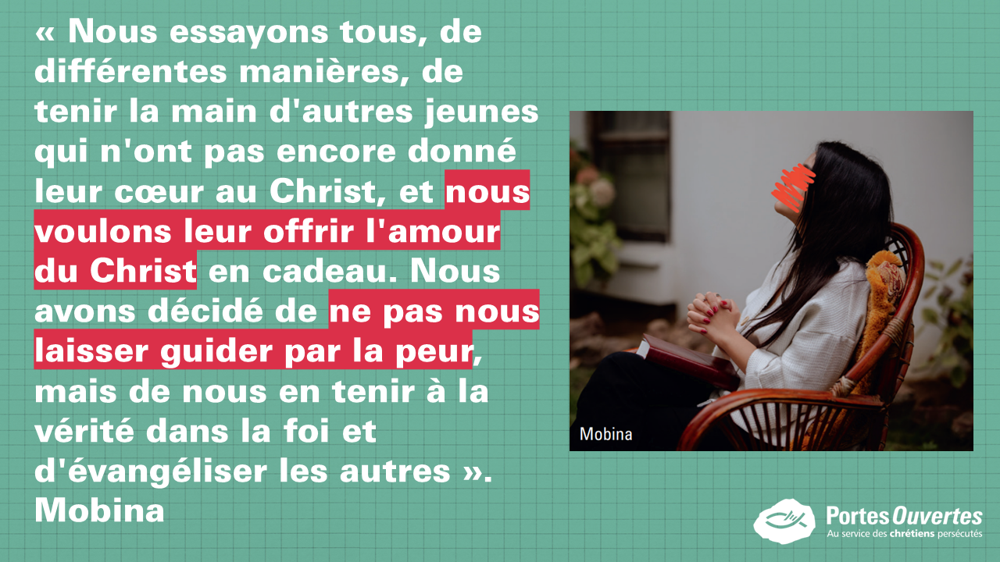 « Nous essayons tous, de
différentes manières, de
tenir la main d'autres jeunes
qui n'ont pas encore donné
leur cœur au Christ, et nous
voulons leur offrir l'amour
du Christ en cadeau. Nous
avons décidé de ne pas nous
laisser guider par la peur,
mais de nous en tenir à la
vérité dans la foi et
d'évangéliser les autres ».
Mobina
Mobina
Portes Ouvertes
Au service des chrétiens persécutés